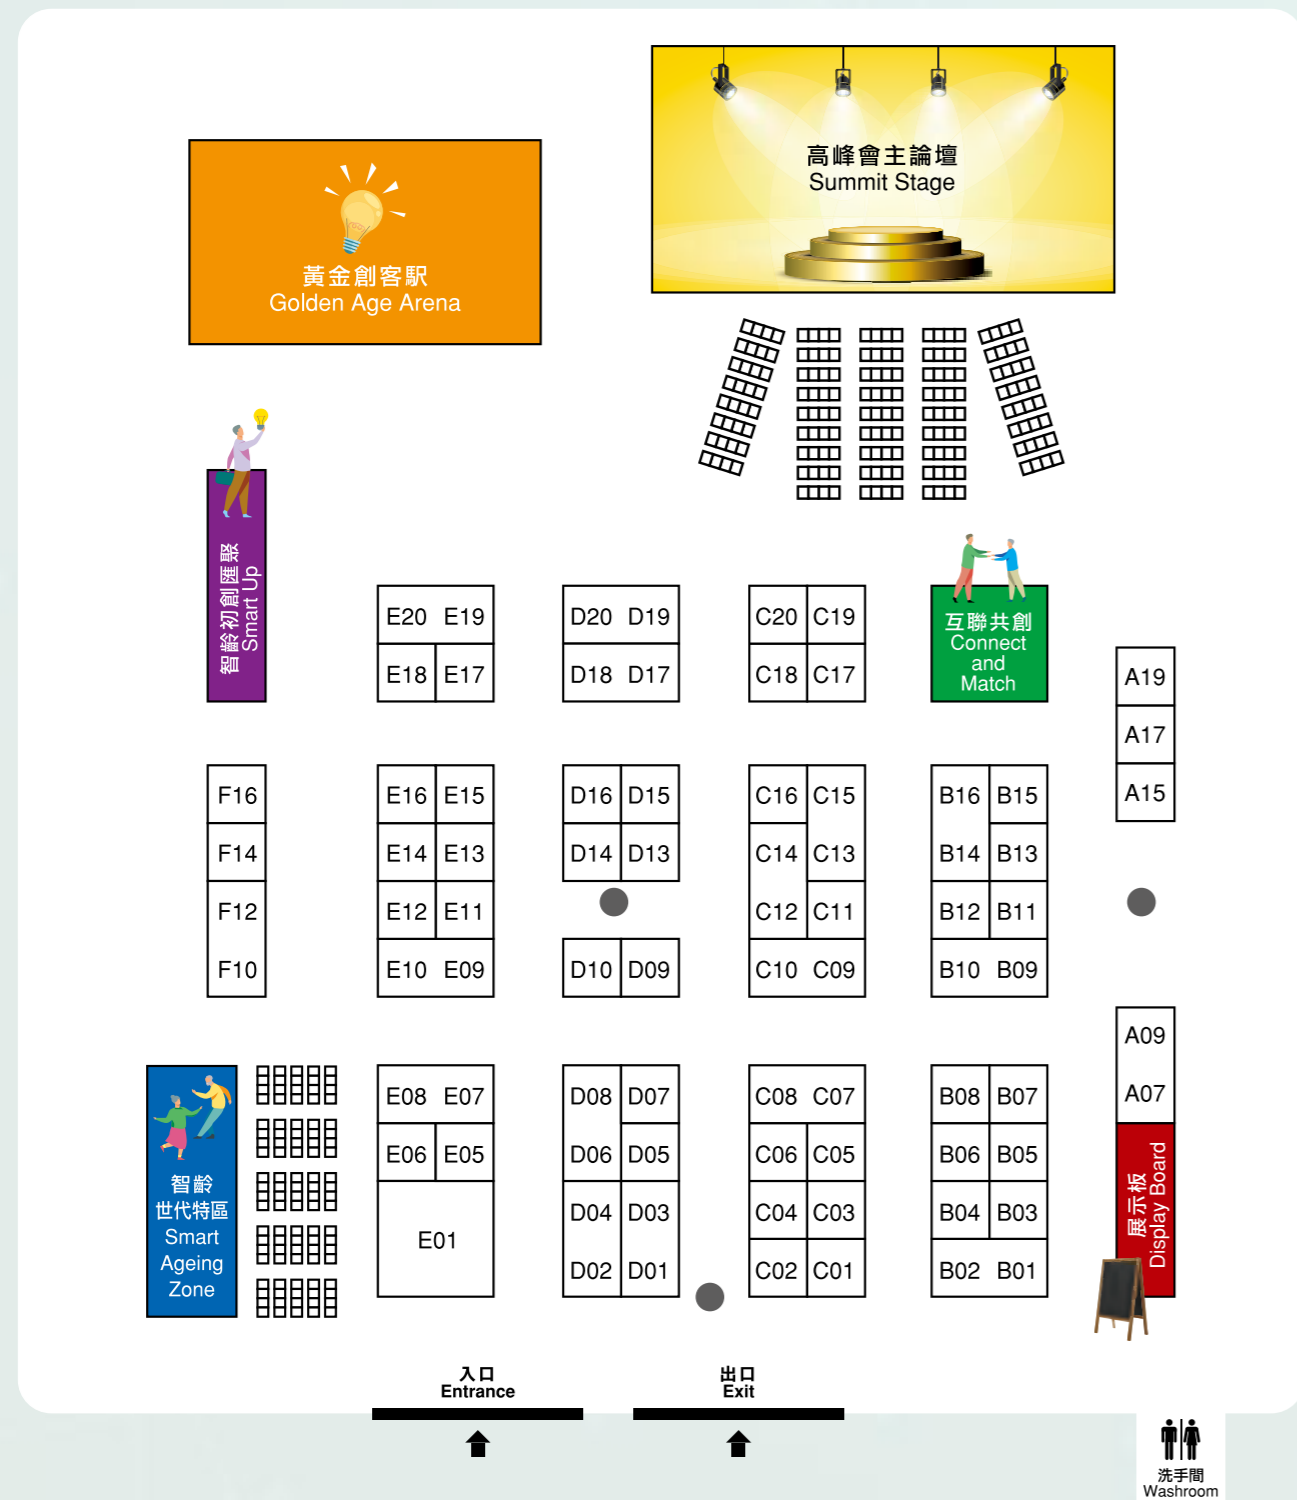 高峰會主論壇
Summit Stage
黃金創客駅
Golden Age Arena
智齡初創匯聚
Smart Up
互聯共創
Connect
and
Match
E20 E19
D20 D19
C20 C19
E18 E17
D18 D17
C18 C17
A19
A17
A15
F16
E16 E15
D16 D15
C16 C15
B16 B15
F14
E14 E13
D14 D13
C14 C13
B14 B13
F12
E12 E11
C12 C11
B12 B11
F10
E10 E09
D10 D09
C10 C09
B10 B09
A09
A07
E08 E07
D08 D07
C08 C07
B08 B07
E06 E05
D06 D05
C06 C05
B06 B05
E01
D04 D03
C04 C03
B04 B03
D02 D01
C02 C01
B02 B01
智齡
世代特區
Smart
Ageing
Zone
展示板
Display Board
入口
Entrance
出口
Exit
洗手間
Washroom